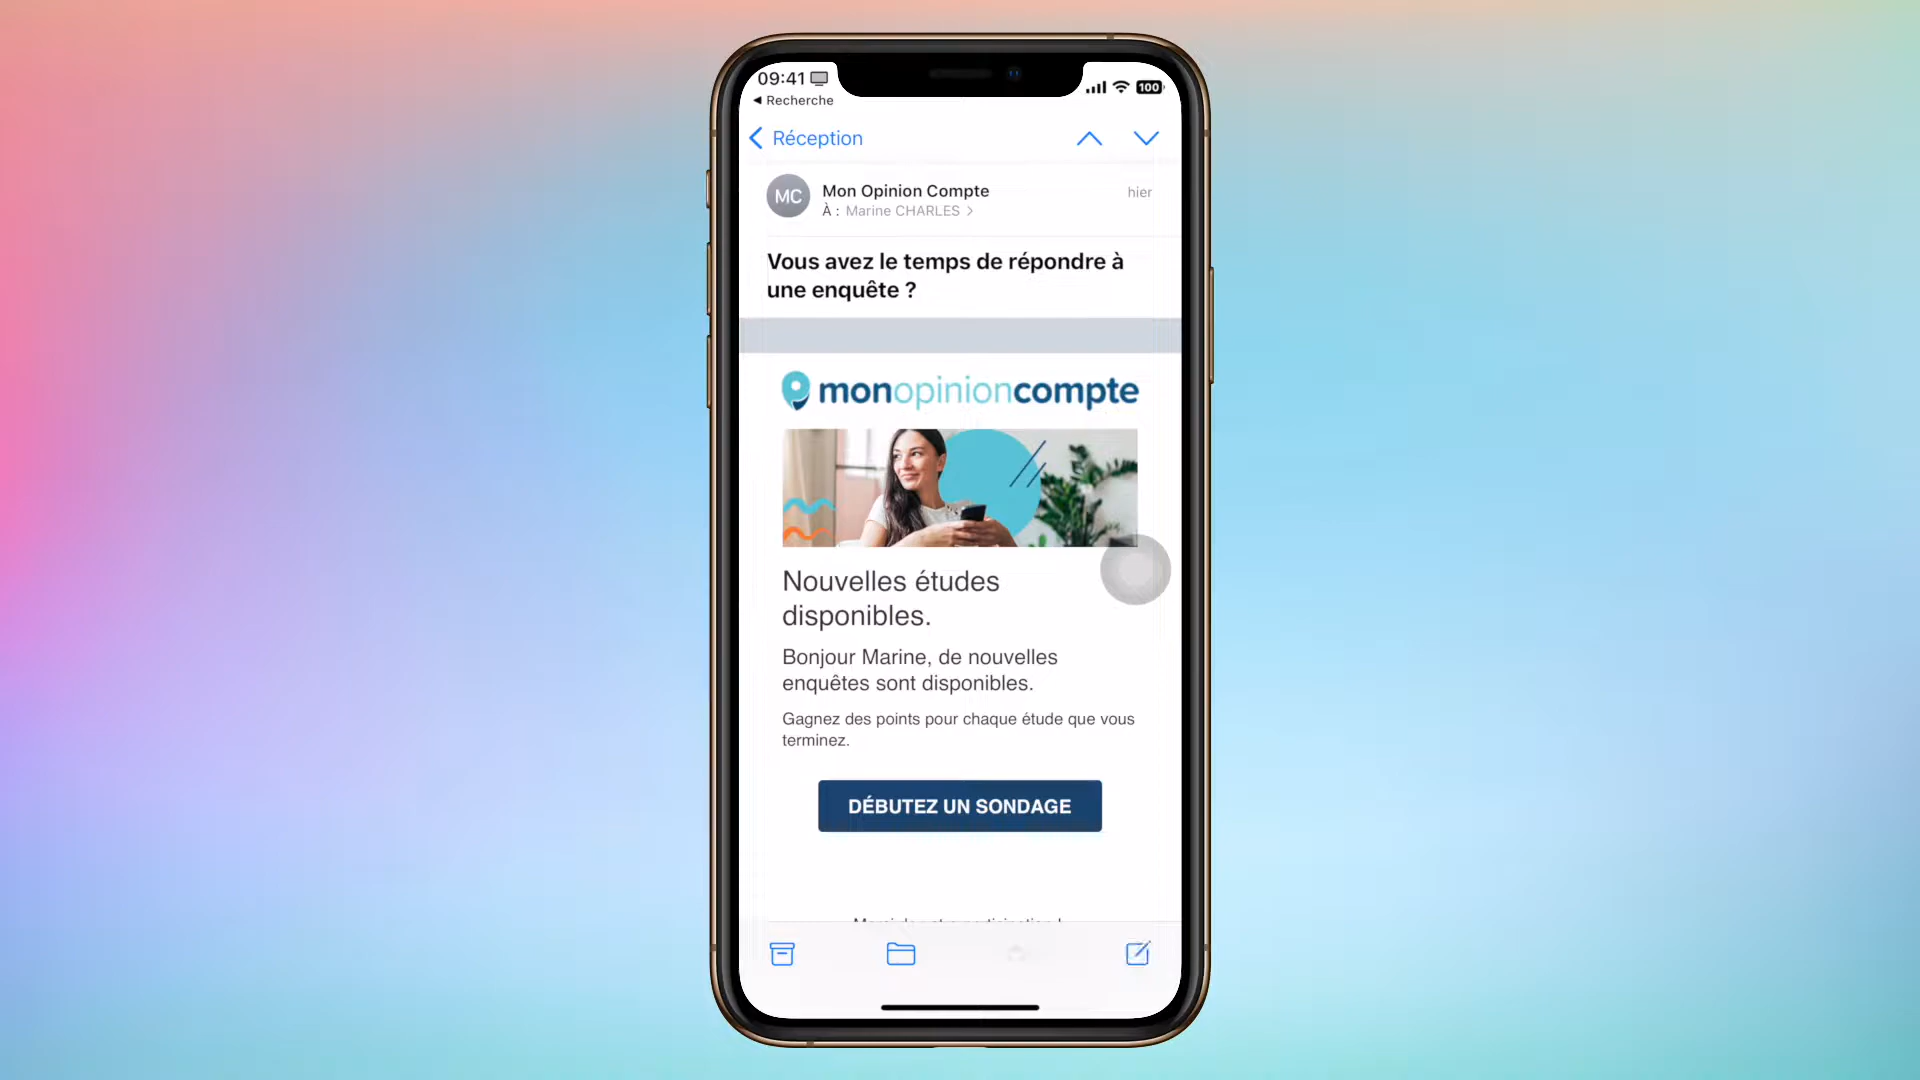 09:41
100
◀ Recherche
Réception
MC
Mon Opinion Compte
hier
À : Marine CHARLES
Vous avez le temps de répondre à
une enquête ?
monopinioncompte
Nouvelles études
disponibles.
Bonjour Marine, de nouvelles
enquêtes sont disponibles.
Gagnez des points pour chaque étude que vous
terminez.
DÉBUTEZ UN SONDAGE